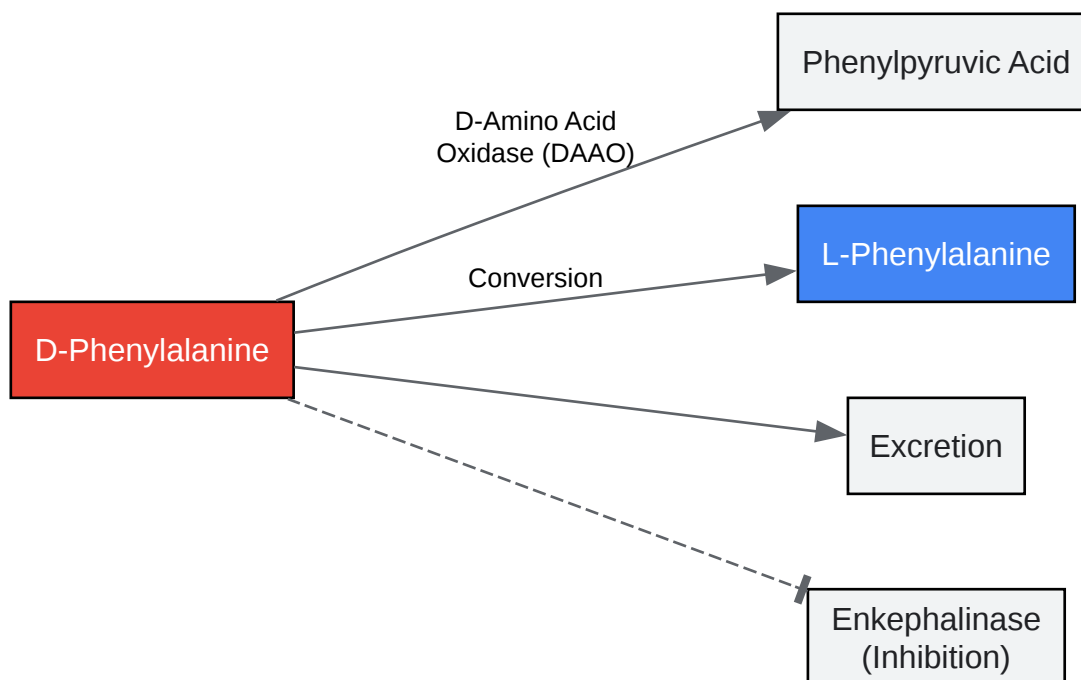 Phenylpyruvic Acid
D-Amino Acid
Oxidase (DAAO)
L-Phenylalanine
Conversion
D-Phenylalanine
Excretion
Enkephalinase
(Inhibition)